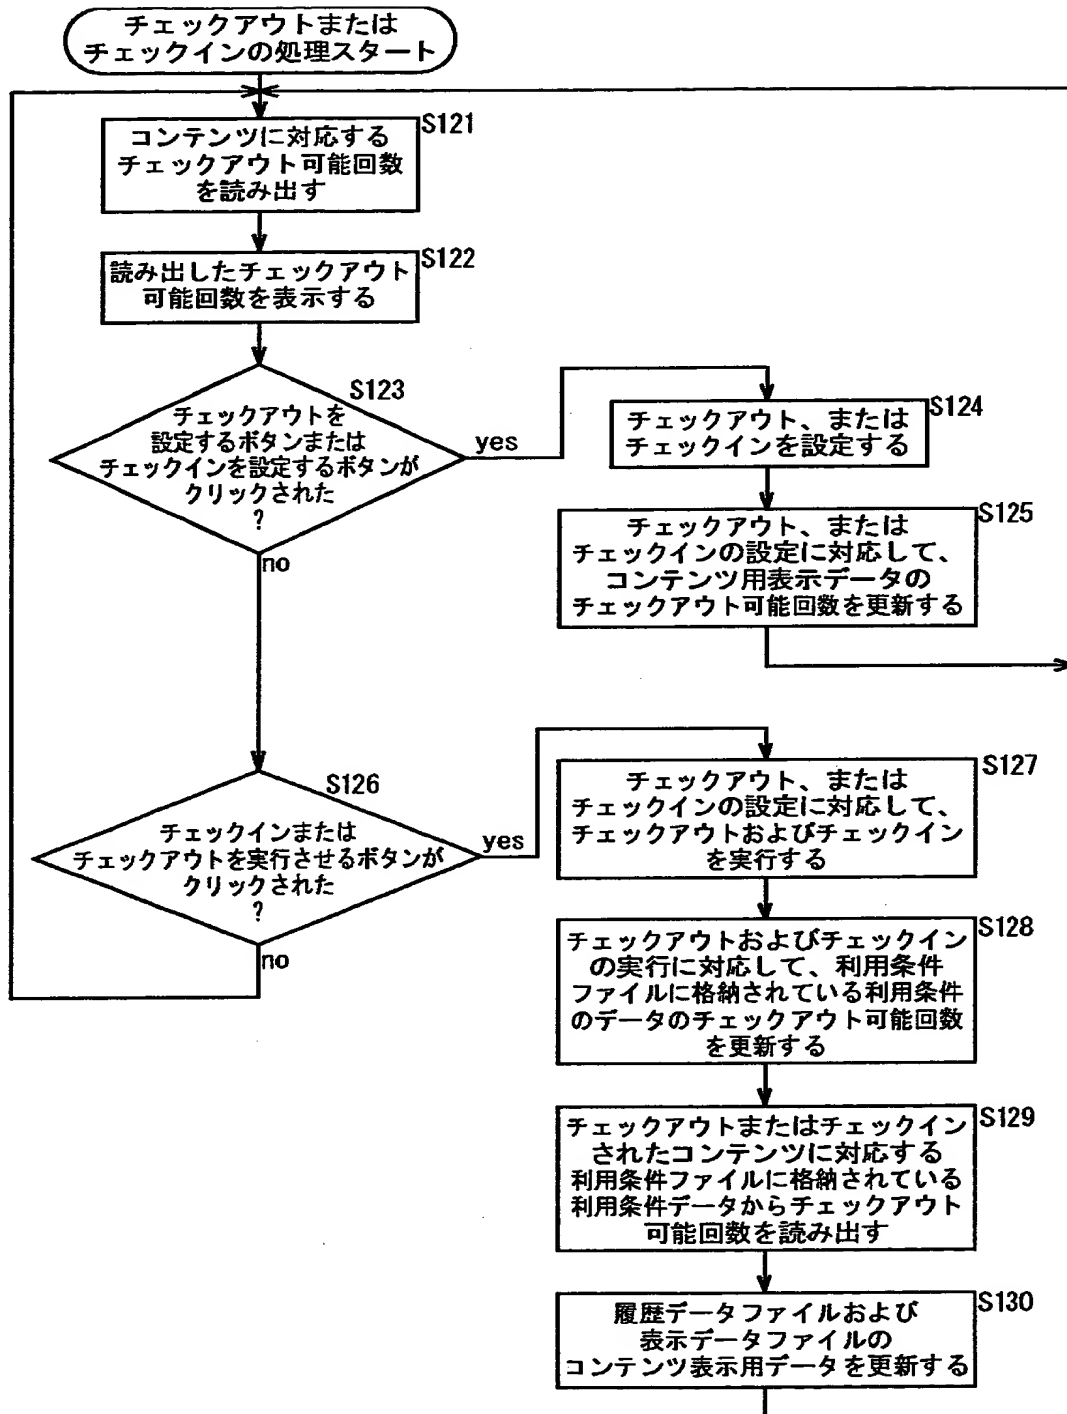 チェックアウトまたは
チェックインの処理スタート
S121
コンテンツに対応する
チェックアウト可能回数
を読み出す
S122
読み出したチェックアウト
可能回数を表示する
S123
チェックアウトを
設定するボタンまたは
チェックインを設定するボタンが
クリックされた
?
yes
no
S124
チェックアウト、または
チェックインを設定する
S125
チェックアウト、または
チェックインの設定に対応して、
コンテンツ用表示データの
チェックアウト可能回数を更新する
S126
チェックインまたは
チェックアウトを実行させるボタンが
クリックされた
?
yes
no
S127
チェックアウト、または
チェックインの設定に対応して、
チェックアウトおよびチェックイン
を実行する
S128
チェックアウトおよびチェックイン
の実行に対応して、利用条件
ファイルに格納されている利用条件
のデータのチェックアウト可能回数
を更新する
S129
チェックアウトまたはチェックイン
されたコンテンツに対応する
利用条件ファイルに格納されている
利用条件データからチェックアウト
可能回数を読み出す
S130
履歴データファイルおよび
表示データファイルの
コンテンツ表示用データを更新する